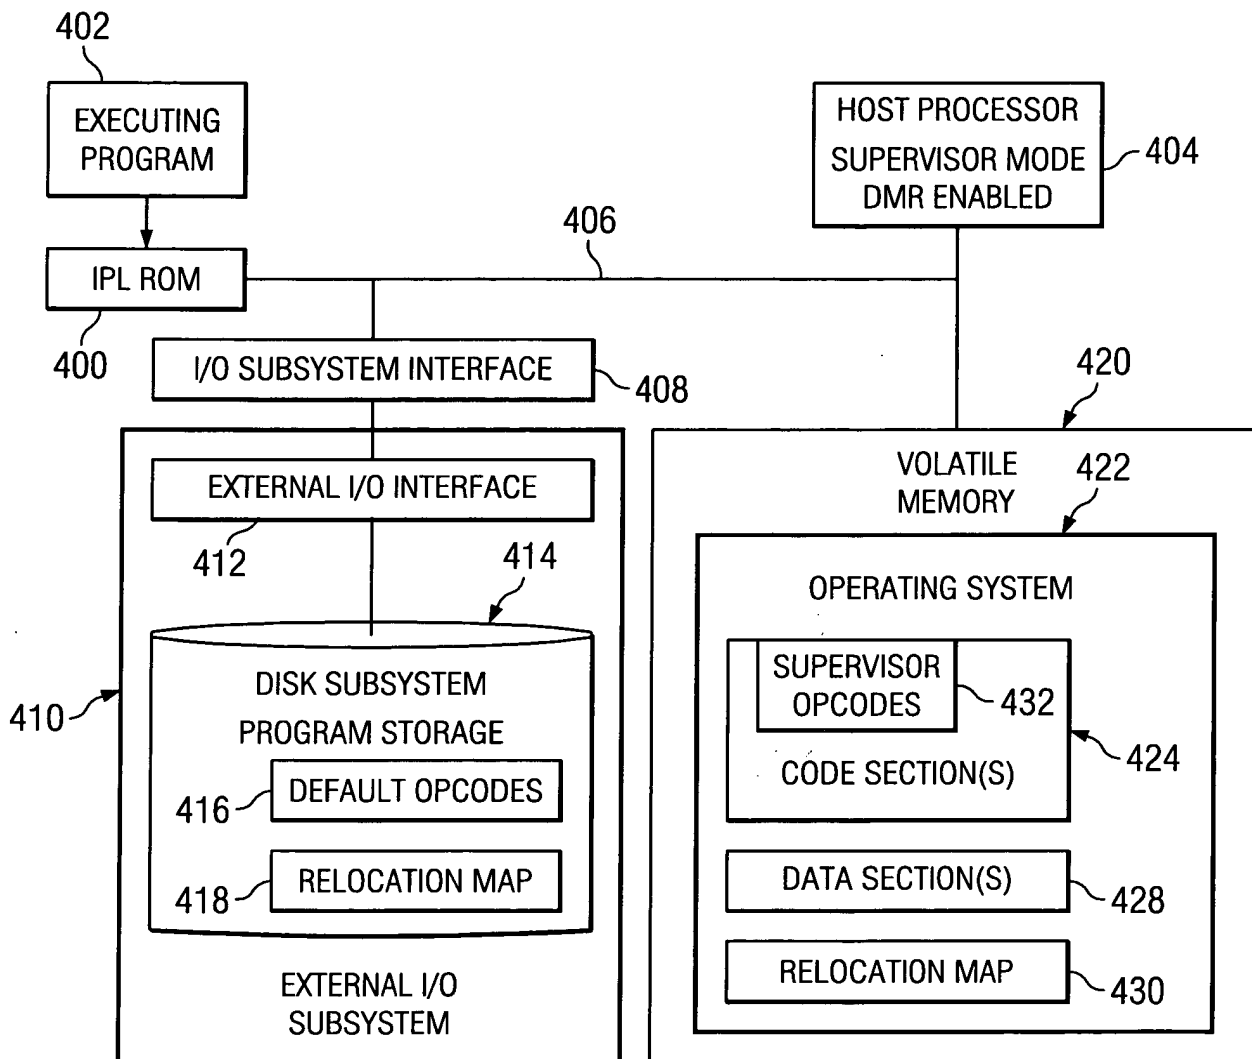 402
EXECUTING
PROGRAM
HOST PROCESSOR
SUPERVISOR MODE
DMR ENABLED
404
406
IPL ROM
400
I/O SUBSYSTEM INTERFACE
408
420
EXTERNAL I/O INTERFACE
412
414
VOLATILE
MEMORY
422
OPERATING SYSTEM
410
DISK SUBSYSTEM
PROGRAM STORAGE
416
DEFAULT OPCODES
418
RELOCATION MAP
EXTERNAL I/O
SUBSYSTEM
SUPERVISOR
OPCODES
432
424
CODE SECTION(S)
DATA SECTION(S)
428
RELOCATION MAP
430